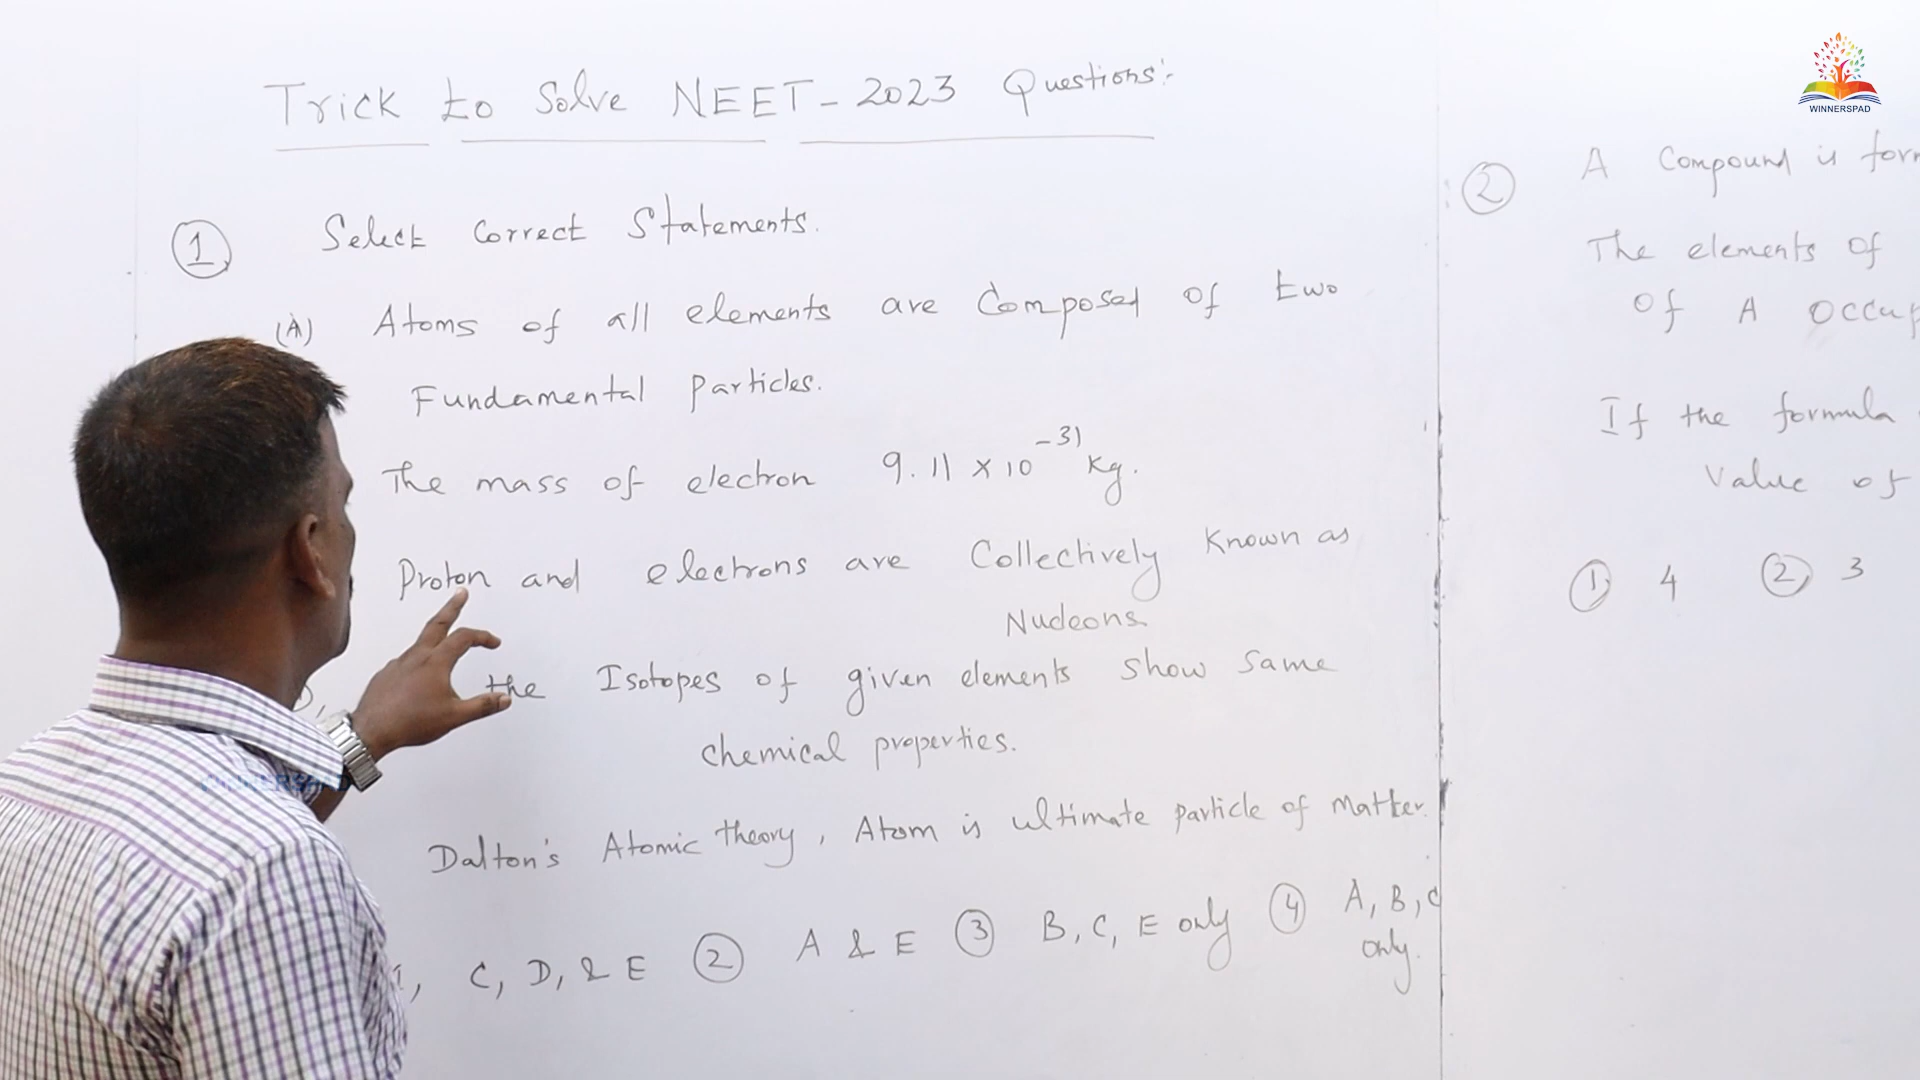 Trick to Solve NEET-2023 Questions:-
WINNERSPAD
① Select Correct Statements.
(A) Atoms of all elements are Composed of two
Fundamental particles.
The mass of electron 9.11 x 10⁻³¹ kg.
Proton and electrons are Collectively Known as
Nucleons.
the Isotopes of given elements show same
chemical properties.
Dalton's Atomic theory, Atom is ultimate particle of matter.
C, D, & E ② A & E ③ B, C, E only ④ A, B, C
only.
② A Compound is
The elements of
of A
If the formula
Value of
① 4 ② 3
WINNERSPAD